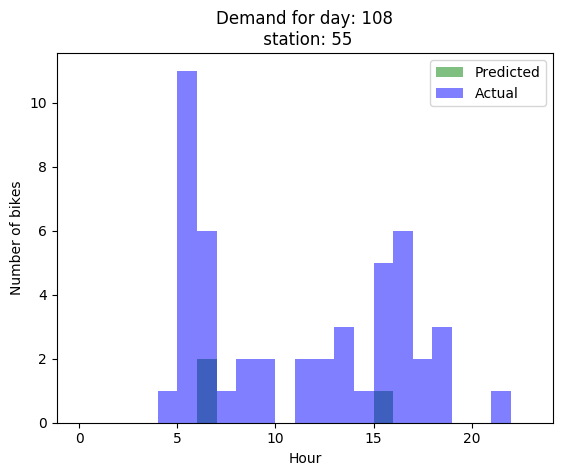 Demand for day: 108
station: 55
Predicted
Actual
10
8
6
4
2
0
Number of bikes
0 5 10 15 20
Hour